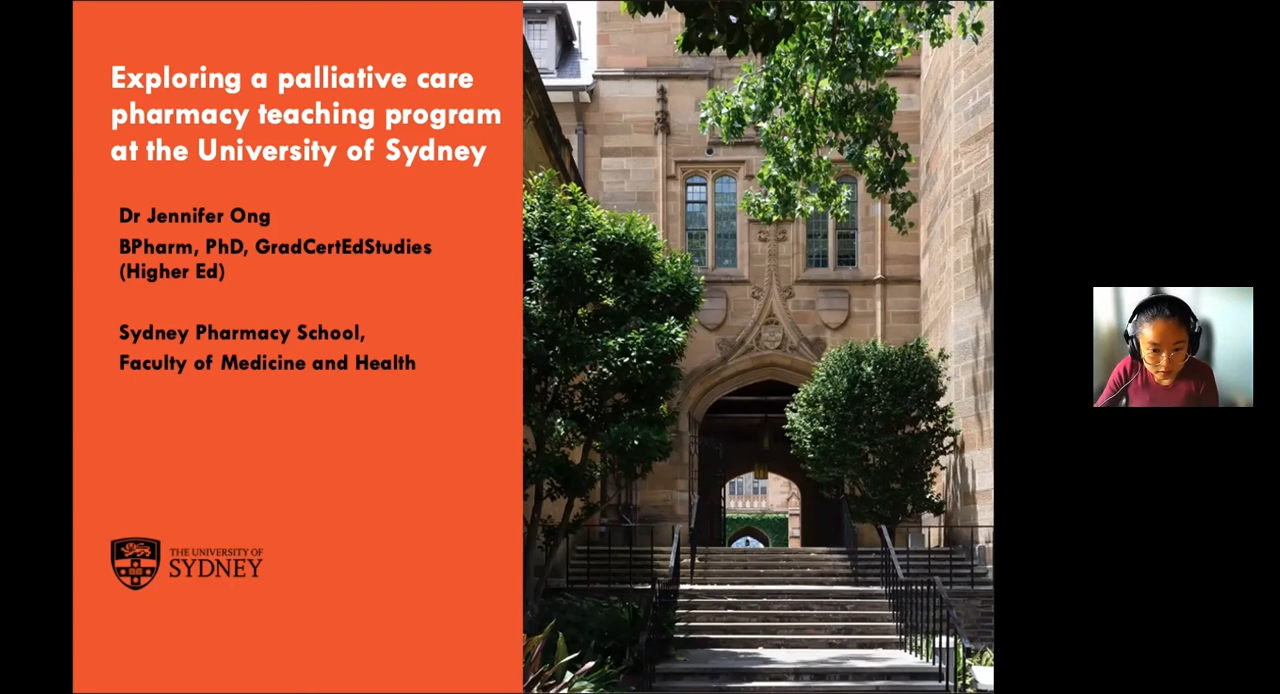 Exploring a palliative care
pharmacy teaching program
at the University of Sydney
Dr Jennifer Ong
BPharm, PhD, GradCertEdStudies
(Higher Ed)
Sydney Pharmacy School,
Faculty of Medicine and Health
THE UNIVERSITY OF
SYDNEY